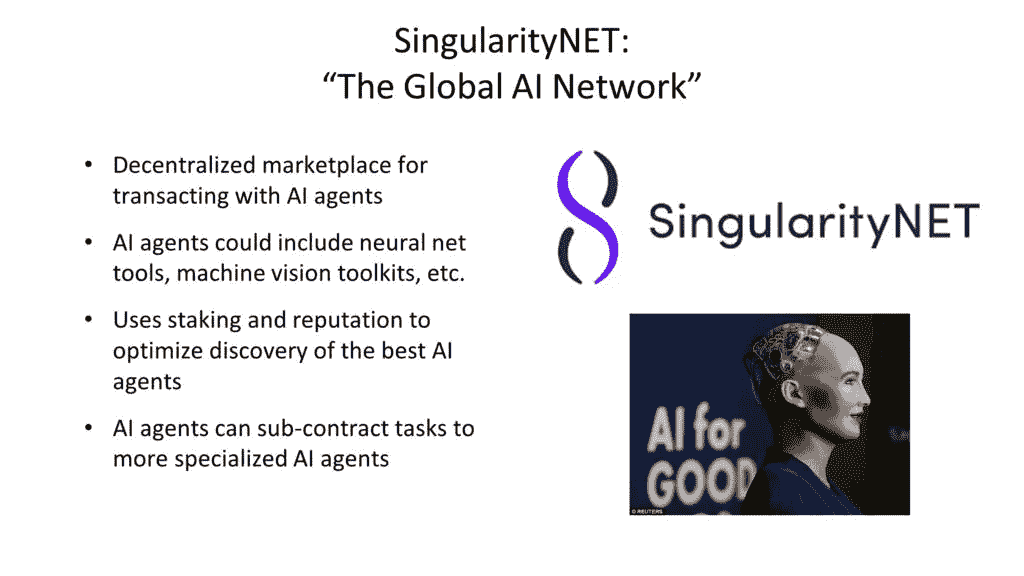 SingularityNET:
“The Global AI Network”
• Decentralized marketplace for
transacting with AI agents
• AI agents could include neural net
tools, machine vision toolkits, etc.
• Uses staking and reputation to
optimize discovery of the best AI
agents
• AI agents can sub-contract tasks to
more specialized AI agents
SingularityNET
AI for
GOOD
© REUTERS